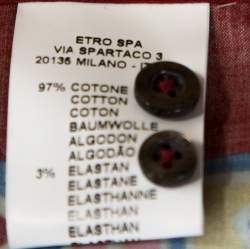 ETRO SPA
VIA SPARTACO 3
20135 MILANO - IT
97% COTONE
COTTON
COTON
BAUMWOLLE
ALGODON
ALGODÃO
3% ELASTAN
ELASTANE
ELASTHANNE
ELASTHAN
ELASTHAN